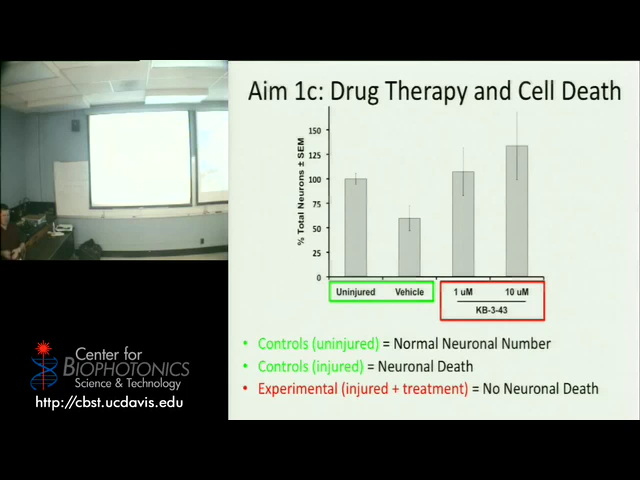 Aim 1c: Drug Therapy and Cell Death
% Total Neurons ± SEM
150
125
100
75
50
25
0
Uninjured Vehicle 1 uM 10 uM
KB-3-43
• Controls (uninjured) = Normal Neuronal Number
• Controls (injured) = Neuronal Death
• Experimental (injured + treatment) = No Neuronal Death
Center for
BIOPHOTONICS
Science & Technology
http://cbst.ucdavis.edu